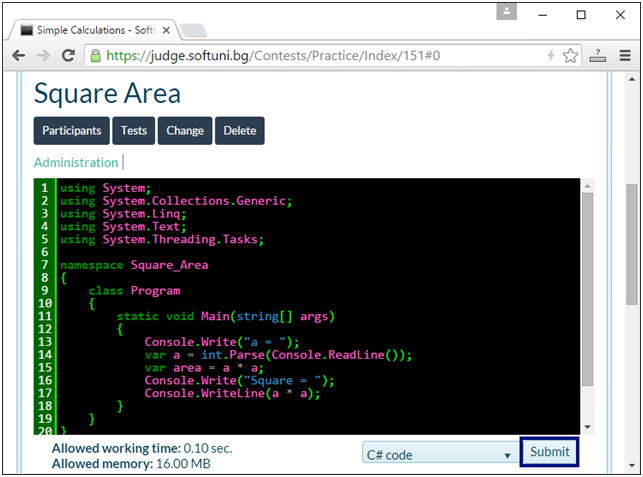 Simple Calculations - Soft
https://judge.softuni.bg/Contests/Practice/Index/151#0
Square Area
Participants Tests Change Delete
Administration |
1 using System;
2 using System.Collections.Generic;
3 using System.Linq;
4 using System.Text;
5 using System.Threading.Tasks;
6
7 namespace Square_Area
8 {
9 class Program
10 {
11 static void Main(string[] args)
12 {
13 Console.Write("a = ");
14 var a = int.Parse(Console.ReadLine());
15 var area = a * a;
16 Console.Write("Square = ");
17 Console.WriteLine(a * a);
18 }
19 }
20 }
Allowed working time: 0.10 sec.
Allowed memory: 16.00 MB
C# code
Submit